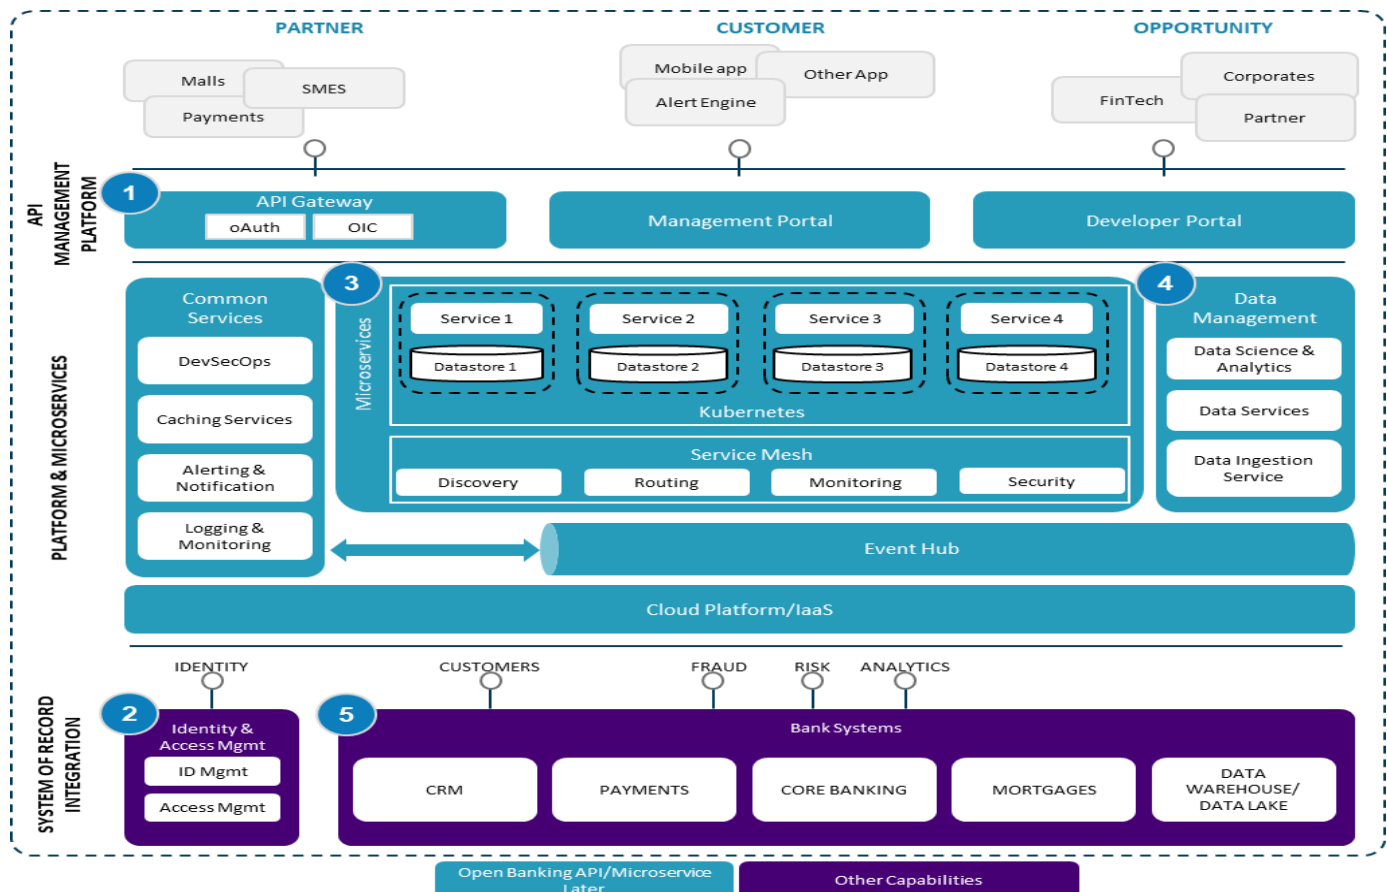 PARTNER
CUSTOMER
OPPORTUNITY
Malls
SMES
Payments
Mobile app
Other App
Alert Engine
FinTech
Corporates
Partner
API
MANAGEMENT
PLATFORM
1
API Gateway
oAuth
OIC
Management Portal
Developer Portal
PLATFORM & MICROSERVICES
Common
Services
DevSecOps
Caching Services
Alerting &
Notification
Logging &
Monitoring
3
Microservices
Service 1
Service 2
Service 3
Service 4
Datastore 1
Datastore 2
Datastore 3
Datastore 4
Kubernetes
Service Mesh
Discovery
Routing
Monitoring
Security
4
Data
Management
Data Science &
Analytics
Data Services
Data Ingestion
Service
Event Hub
Cloud Platform/IaaS
SYSTEM OF RECORD
INTEGRATION
IDENTITY
CUSTOMERS
FRAUD
RISK
ANALYTICS
2
Identity &
Access Mgmt
ID Mgmt
Access Mgmt
5
Bank Systems
CRM
PAYMENTS
CORE BANKING
MORTGAGES
DATA
WAREHOUSE/
DATA LAKE
Open Banking API/Microservice
Later
Other Capabilities